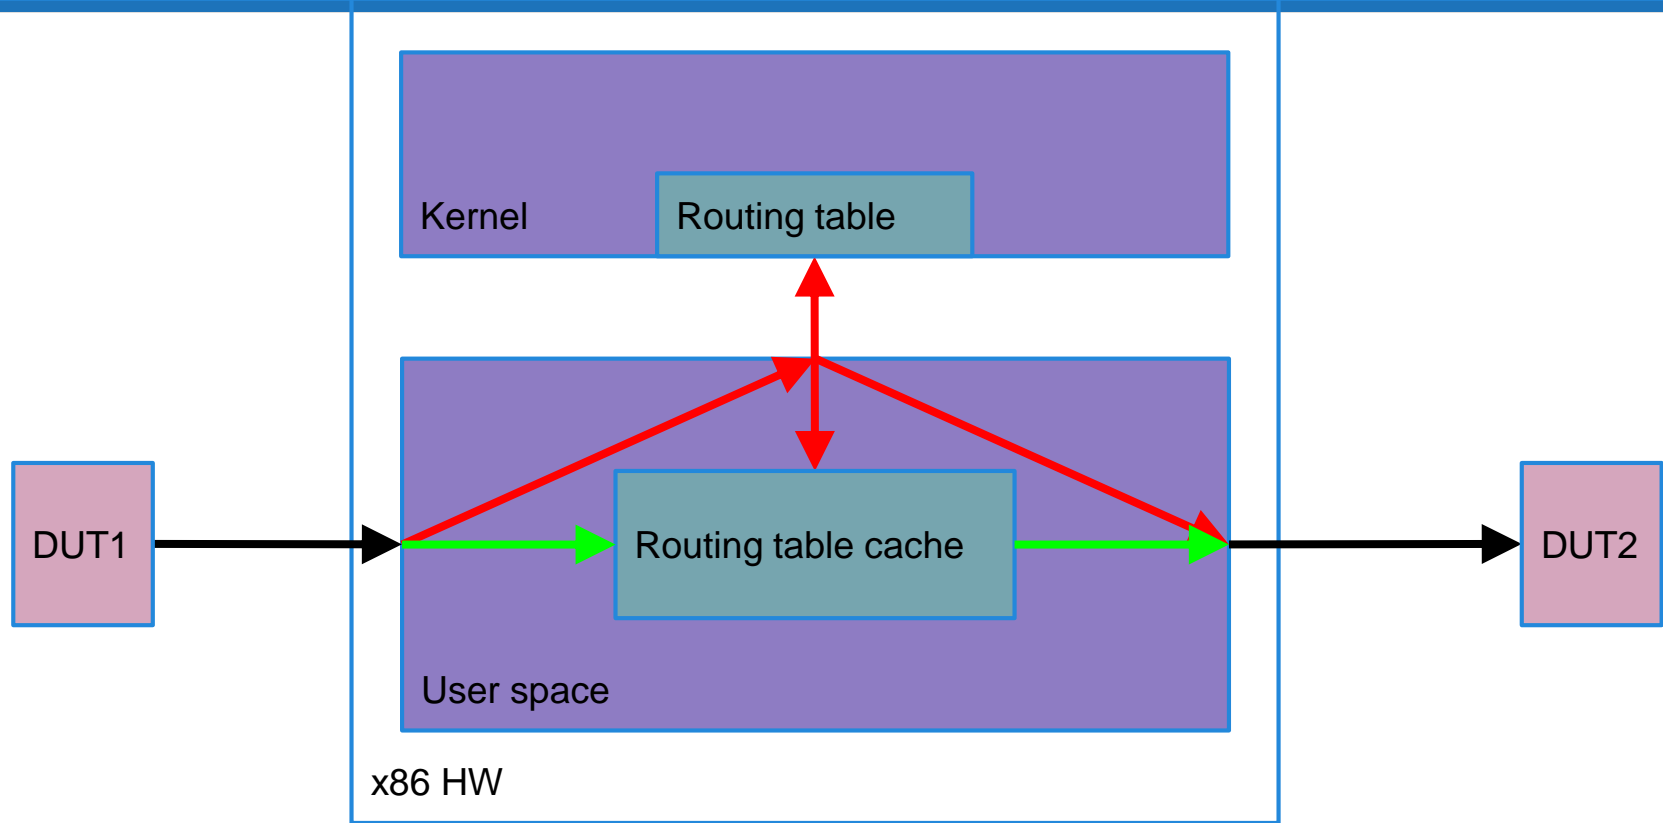 Kernel
Routing table
DUT1
Routing table cache
DUT2
User space
x86 HW